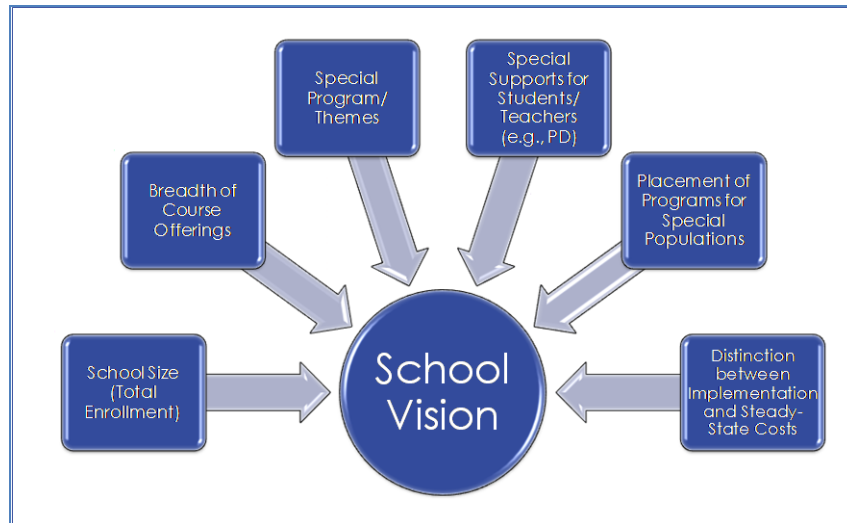 Special
Program/
Themes
Special
Supports for
Students/
Teachers
(e.g., PD)
Breadth of
Course
Offerings
Placement of
Programs for
Special
Populations
School Size
(Total
Enrollment)
School
Vision
Distinction
between
Implementation
and Steady-
State Costs